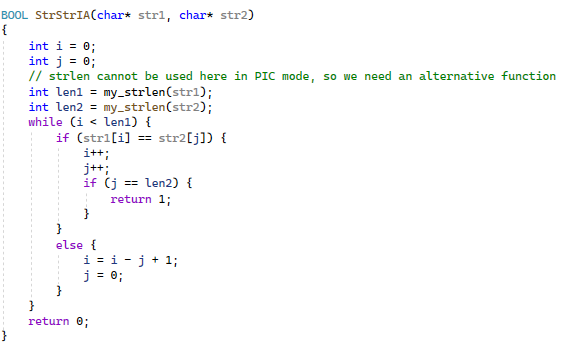 BOOL StrStrIA(char* str1, char* str2)
{
    int i = 0;
    int j = 0;
    // strlen cannot be used here in PIC mode, so we need an alternative function
    int len1 = my_strlen(str1);
    int len2 = my_strlen(str2);
    while (i < len1) {
        if (str1[i] == str2[j]) {
            i++;
            j++;
            if (j == len2) {
                return 1;
            }
        }
        else {
            i = i - j + 1;
            j = 0;
        }
    }
    return 0;
}